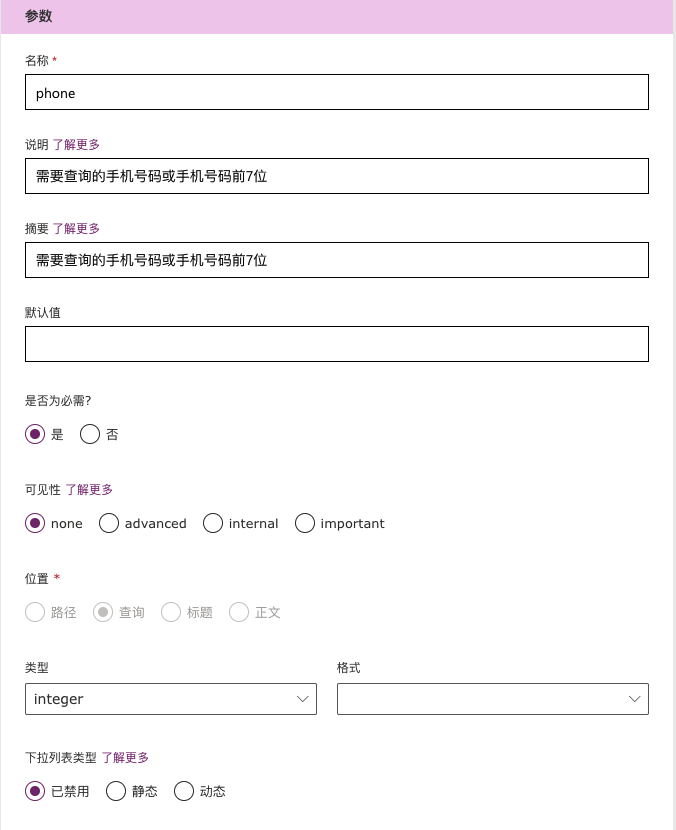 参数
名称 *
phone
说明 了解更多
需要查询的手机号码或手机号码前7位
摘要 了解更多
需要查询的手机号码或手机号码前7位
默认值
是否为必需?
是 否
可见性 了解更多
none advanced internal important
位置 *
路径 查询 标题 正文
类型 格式
integer
下拉列表类型 了解更多
已禁用 静态 动态